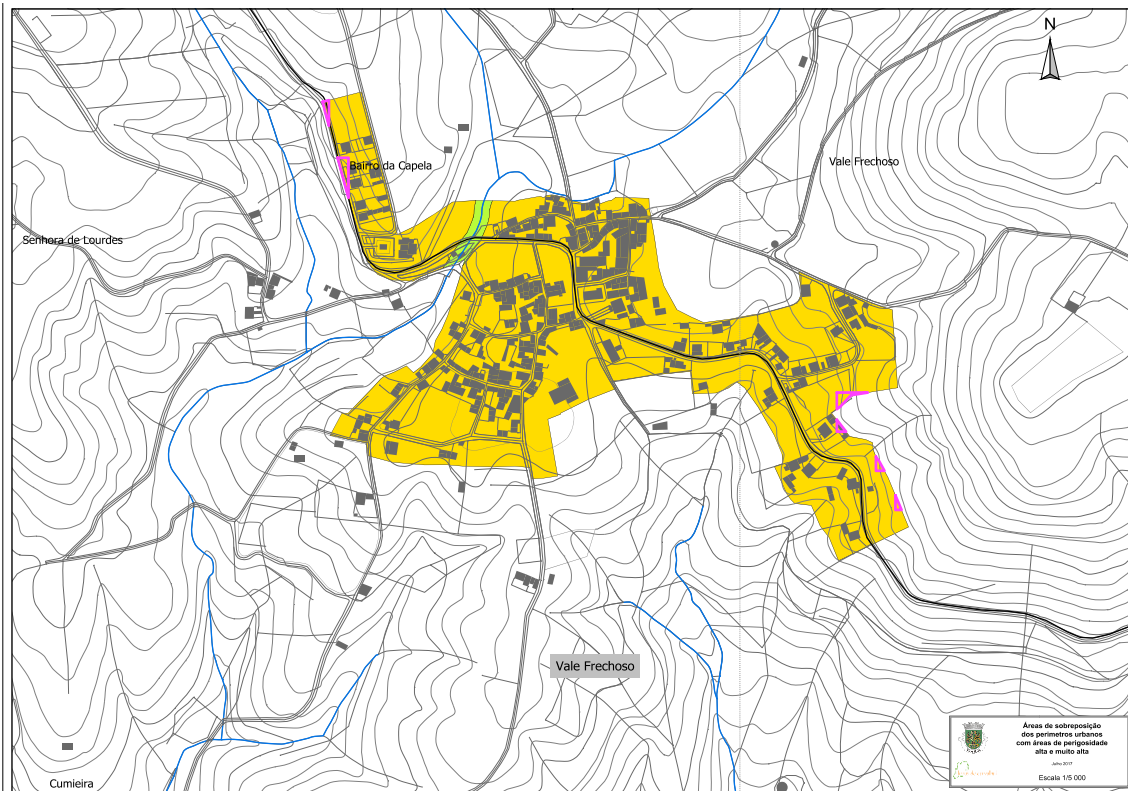 N
Bairro da Capela
Vale Frechoso
Senhora de Lourdes
Vale Frechoso
Cumieira
Áreas de sobreposição
dos perímetros urbanos
com áreas de perigosidade
alta e muito alta
Julho 2017
Escala 1/5 000